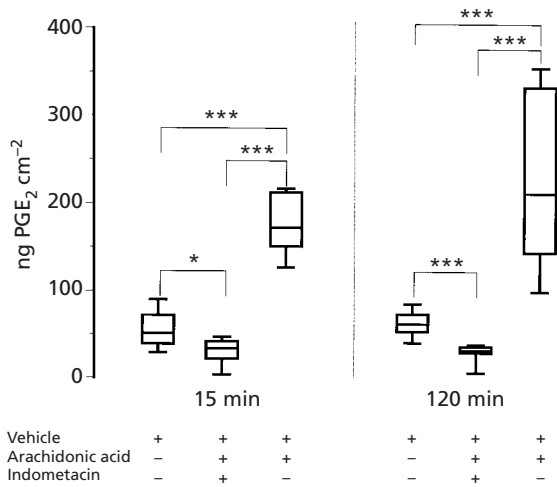 400
300
200
100
0
ng PGE₂ cm⁻²
***
***
*
***
***
***
15 min 120 min
Vehicle + + + + + +
Arachidonic acid − + + − + +
Indometacin − + − − + −